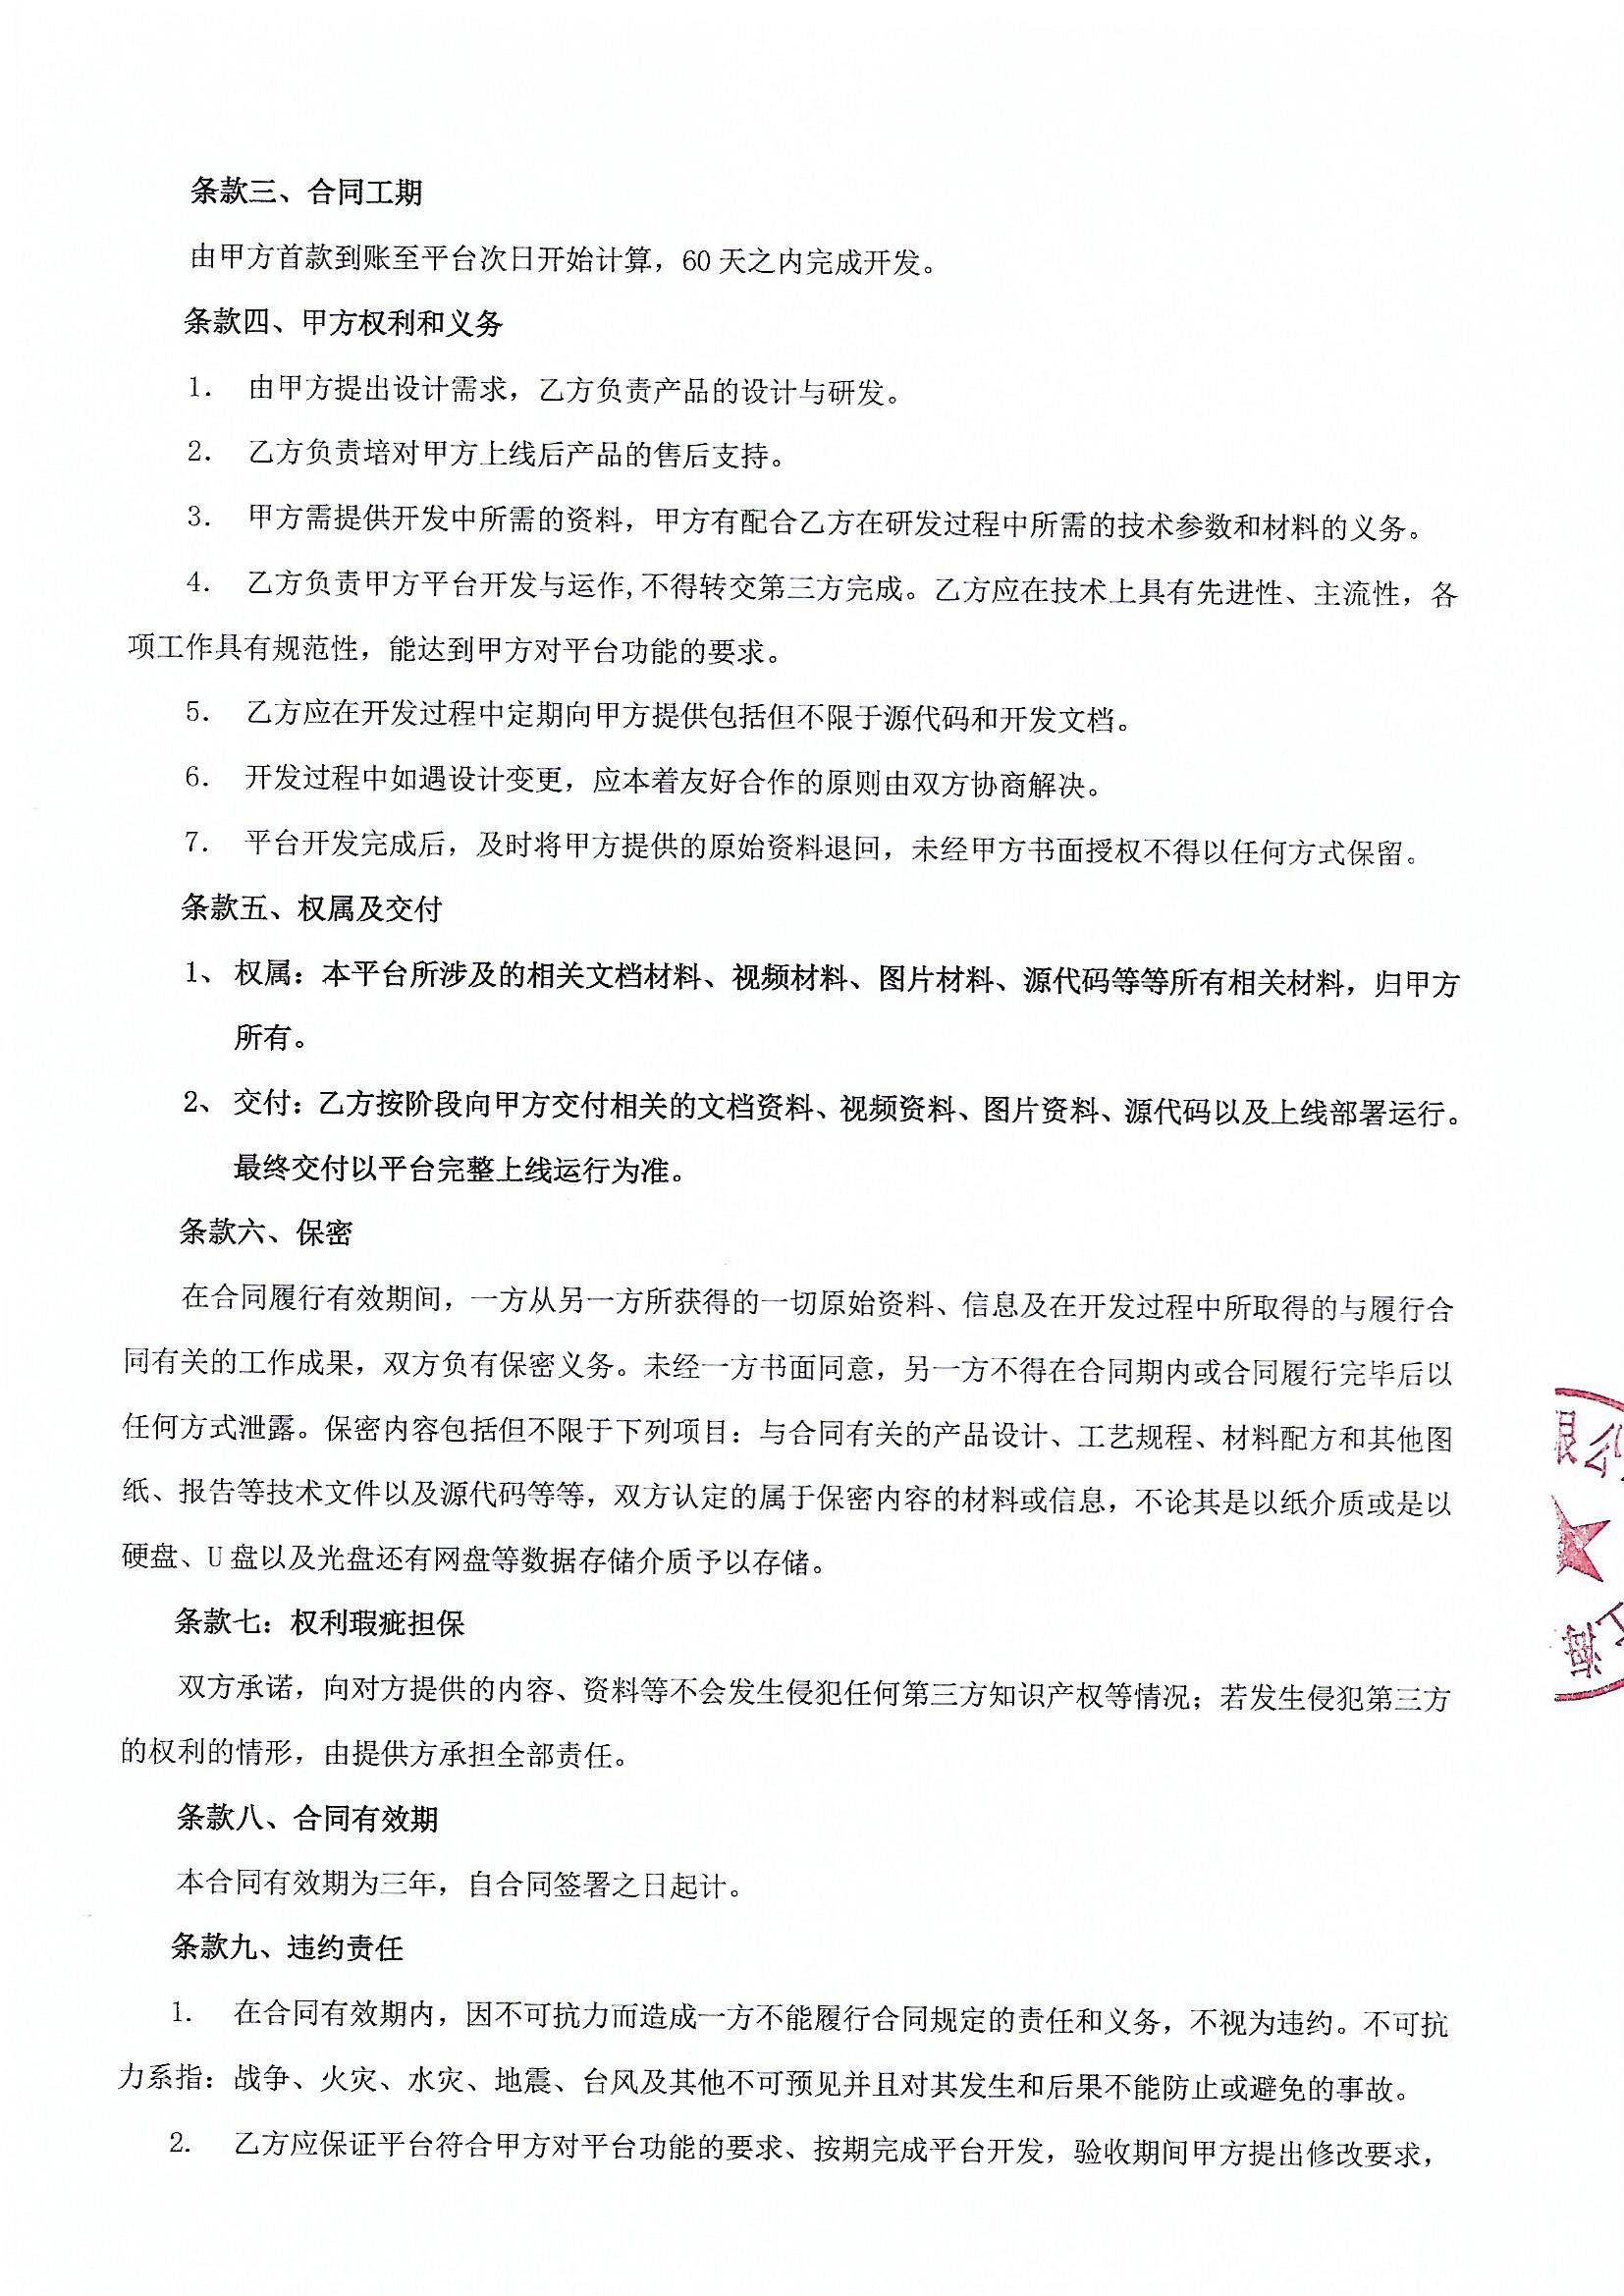 条款三、合同工期
由甲方首款到账至平台次日开始计算，60 天之内完成开发。
条款四、甲方权利和义务
1. 由甲方提出设计需求，乙方负责产品的设计与研发。
2. 乙方负责培对甲方上线后产品的售后支持。
3. 甲方需提供开发中所需的资料，甲方有配合乙方在研发过程中所需的技术参数和材料的义务。
4. 乙方负责甲方平台开发与运作,不得转交第三方完成。乙方应在技术上具有先进性、主流性，各
项工作具有规范性，能达到甲方对平台功能的要求。
5. 乙方应在开发过程中定期向甲方提供包括但不限于源代码和开发文档。
6. 开发过程中如遇设计变更，应本着友好合作的原则由双方协商解决。
7. 平台开发完成后，及时将甲方提供的原始资料退回，未经甲方书面授权不得以任何方式保留。
条款五、权属及交付
1、 权属：本平台所涉及的相关文档材料、视频材料、图片材料、源代码等等所有相关材料，归甲方
所有。
2、 交付：乙方按阶段向甲方交付相关的文档资料、视频资料、图片资料、源代码以及上线部署运行。
最终交付以平台完整上线运行为准。
条款六、保密
在合同履行有效期间，一方从另一方所获得的一切原始资料、信息及在开发过程中所取得的与履行合
同有关的工作成果，双方负有保密义务。未经一方书面同意，另一方不得在合同期内或合同履行完毕后以
任何方式泄露。保密内容包括但不限于下列项目：与合同有关的产品设计、工艺规程、材料配方和其他图
纸、报告等技术文件以及源代码等等，双方认定的属于保密内容的材料或信息，不论其是以纸介质或是以
硬盘、U 盘以及光盘还有网盘等数据存储介质予以存储。
条款七：权利瑕疵担保
双方承诺，向对方提供的内容、资料等不会发生侵犯任何第三方知识产权等情况；若发生侵犯第三方
的权利的情形，由提供方承担全部责任。
条款八、合同有效期
本合同有效期为三年，自合同签署之日起计。
条款九、违约责任
1. 在合同有效期内，因不可抗力而造成一方不能履行合同规定的责任和义务，不视为违约。不可抗
力系指：战争、火灾、水灾、地震、台风及其他不可预见并且对其发生和后果不能防止或避免的事故。
2. 乙方应保证平台符合甲方对平台功能的要求、按期完成平台开发，验收期间甲方提出修改要求，